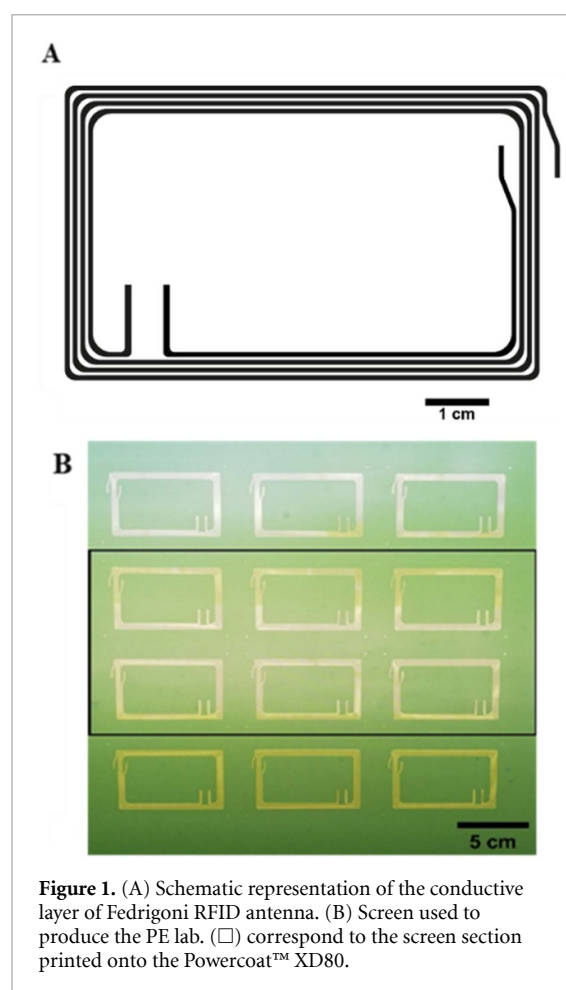 A
1 cm
B
5 cm
Figure 1. (A) Schematic representation of the conductive
layer of Fedrigoni RFID antenna. (B) Screen used to
produce the PE lab. (□) correspond to the screen section
printed onto the Powercoat™ XD80.